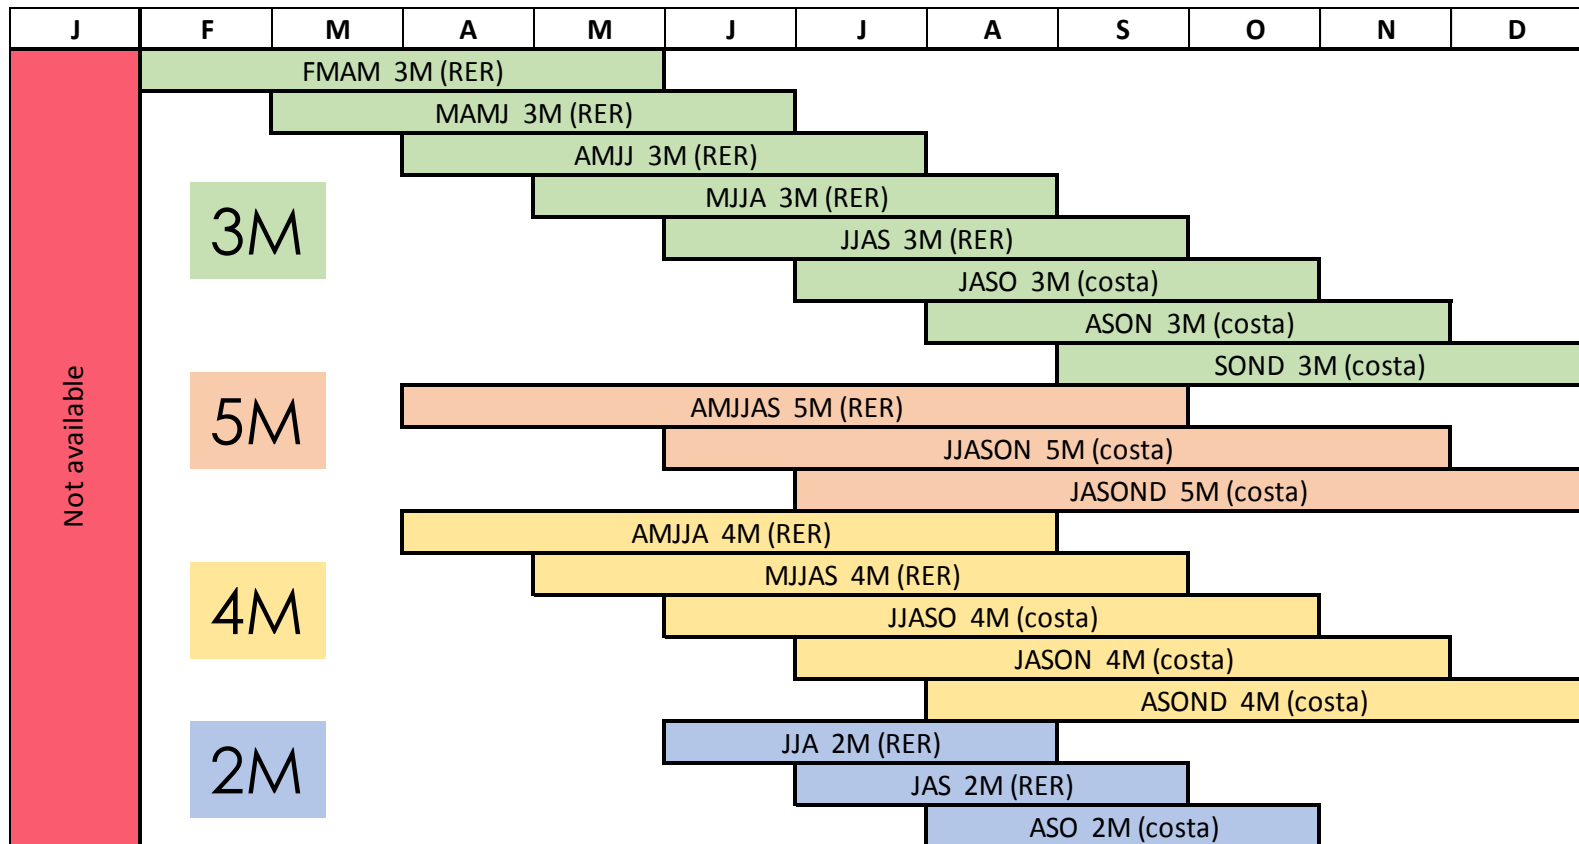 J F M A M J J A S O N D
FMAM 3M (RER)
MAMJ 3M (RER)
AMJJ 3M (RER)
MJJA 3M (RER)
3M
JJAS 3M (RER)
JASO 3M (costa)
ASON 3M (costa)
SOND 3M (costa)
Not available
5M
AMJJAS 5M (RER)
JJASON 5M (costa)
JASOND 5M (costa)
AMJJA 4M (RER)
MJJAS 4M (RER)
4M
JJASO 4M (costa)
JASON 4M (costa)
ASOND 4M (costa)
2M
JJA 2M (RER)
JAS 2M (RER)
ASO 2M (costa)